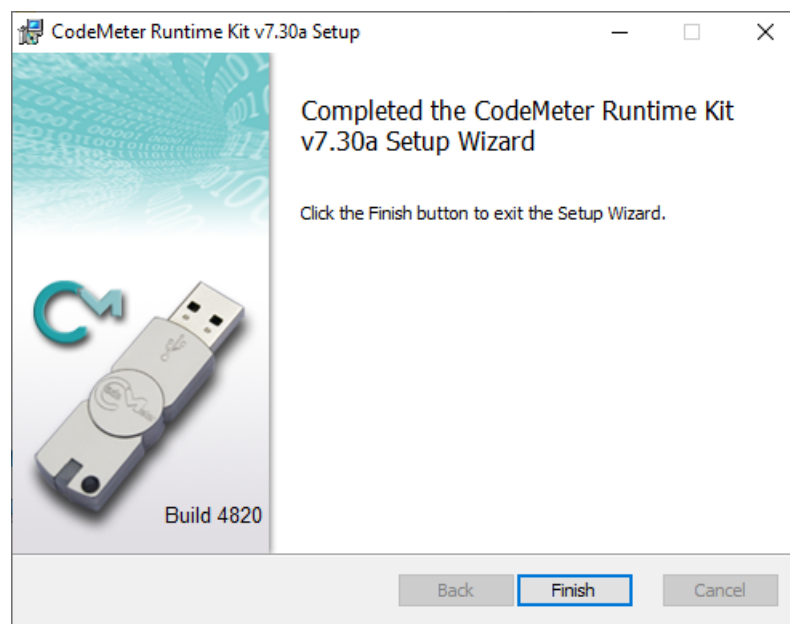 CodeMeter Runtime Kit v7.30a Setup
Completed the CodeMeter Runtime Kit
v7.30a Setup Wizard
Click the Finish button to exit the Setup Wizard.
CM
Build 4820
Back
Finish
Cancel